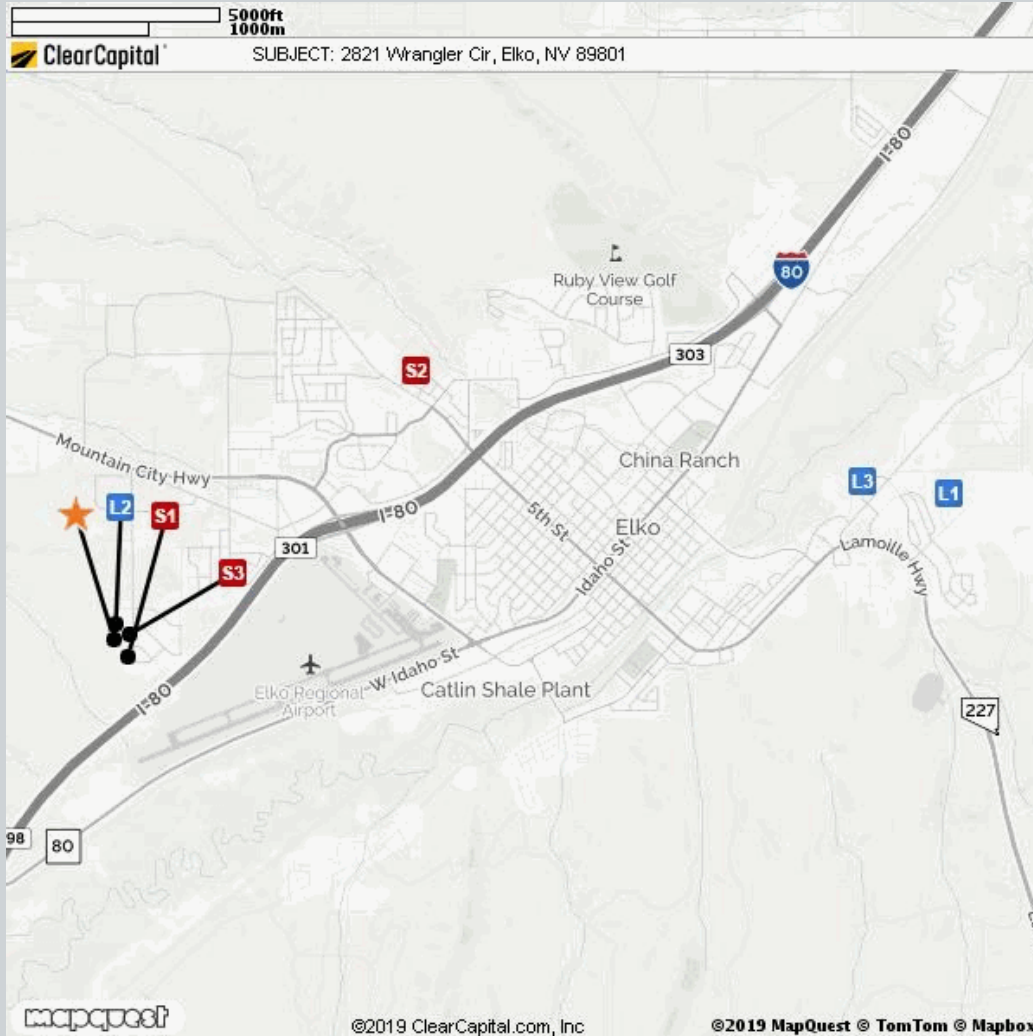 5000ft
1000m
ClearCapital
SUBJECT: 2821 Wrangler Cir, Elko, NV 89801
I-80
80
Ruby View Golf
Course
303
S2
Mountain City Hwy
China Ranch
L3
L1
L2
S1
I-80
5th St
Elko
301
Lamoille Hwy
S3
Idaho St
W Idaho St
Elko Regional
Airport
Catlin Shale Plant
I-80
227
98
80
mapquest
©2019 ClearCapital.com, Inc
©2019 MapQuest © TomTom © Mapbox